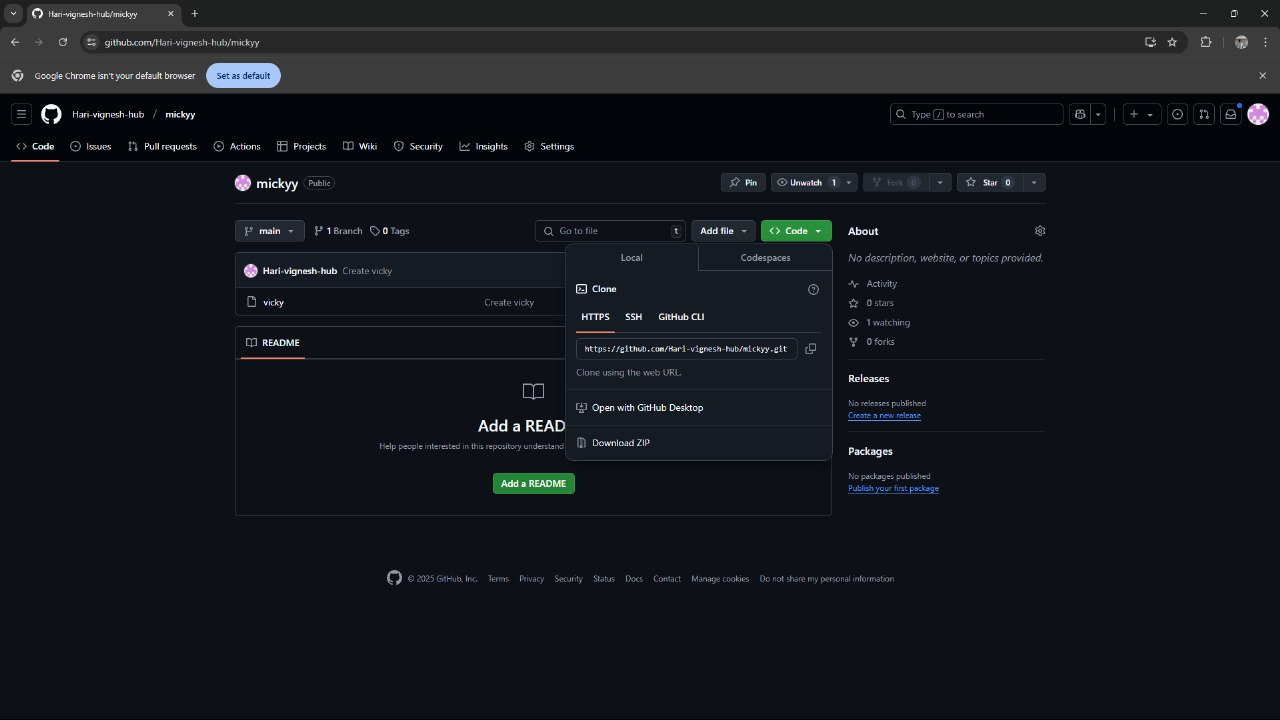 Hari-vignesh-hub/mickyy
github.com/Hari-vignesh-hub/mickyy
Google Chrome isn't your default browser Set as default
Hari-vignesh-hub / mickyy Type / to search
Code Issues Pull requests Actions Projects Wiki Security Insights Settings
mickyy Public Pin Unwatch 1 Fork 0 Star 0
main 1 Branch 0 Tags Go to file t Add file Code About
No description, website, or topics provided.
Local Codespaces
Hari-vignesh-hub Create vicky
Activity
Clone
vicky Create vicky
0 stars
HTTPS SSH GitHub CLI
1 watching
README
https://github.com/Hari-vignesh-hub/mickyy.git
0 forks
Clone using the web URL.
Releases
No releases published
Create a new release
Open with GitHub Desktop
Add a READ
Download ZIP
Help people interested in this repository understand
Packages
No packages published
Publish your first package
Add a README
© 2025 GitHub, Inc. Terms Privacy Security Status Docs Contact Manage cookies Do not share my personal information